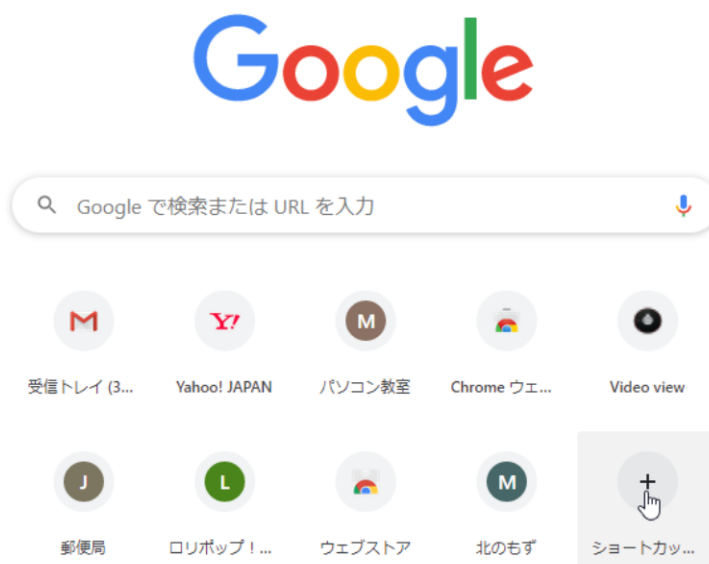 Google
Google で検索または URL を入力
M
受信トレイ (3...
Yahoo! JAPAN
パソコン教室
Chrome ウェ...
Video view
Y!
J
L
M
郵便局
ロリポップ！...
ウェブストア
北のもず
ショートカッ...